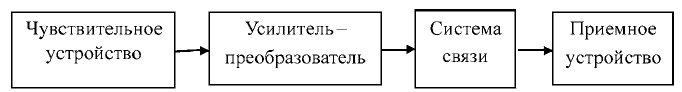 Чувствительное
устройство
Усилитель –
преобразователь
Система
связи
Приемное
устройство